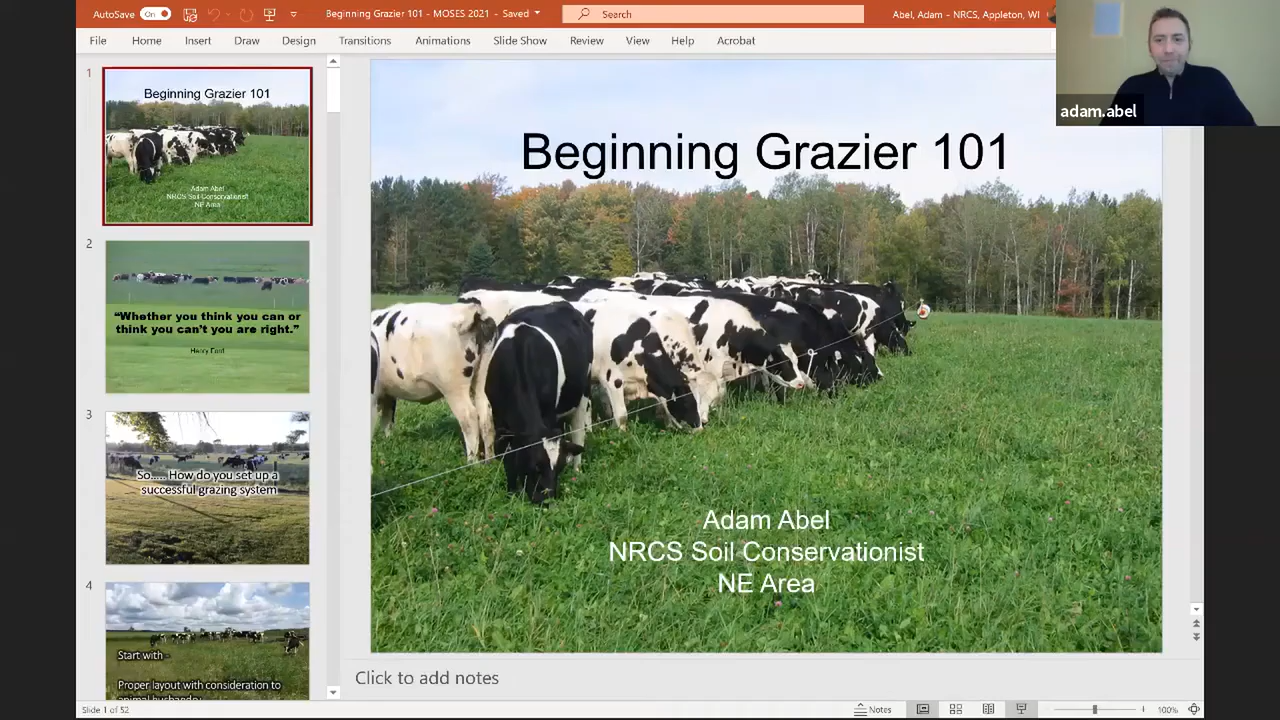 AutoSave On
Beginning Grazier 101 - MOSES 2021 - Saved
Search
Abel, Adam - NRCS, Appleton, WI
File Home Insert Draw Design Transitions Animations Slide Show Review View Help Acrobat
adam.abel
1
Beginning Grazier 101
Adam Abel
NRCS Soil Conservationist
NE Area
2
“Whether you think you can or
think you can't you are right.”
Henry Ford
3
So..... How do you set up a
successful grazing system
4
Start with -
Proper layout with consideration to
animal husbandry
Beginning Grazier 101
Adam Abel
NRCS Soil Conservationist
NE Area
Click to add notes
Slide 1 of 52
Notes
100%